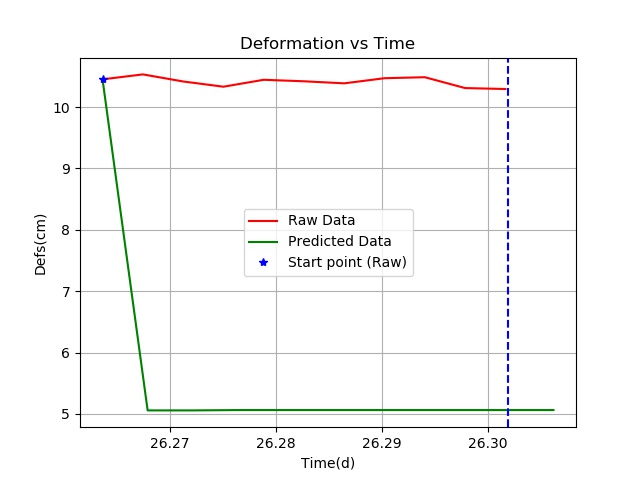 Deformation vs Time
Defs(cm)
10
9
8
7
6
5
Raw Data
Predicted Data
Start point (Raw)
26.27 26.28 26.29 26.30
Time(d)